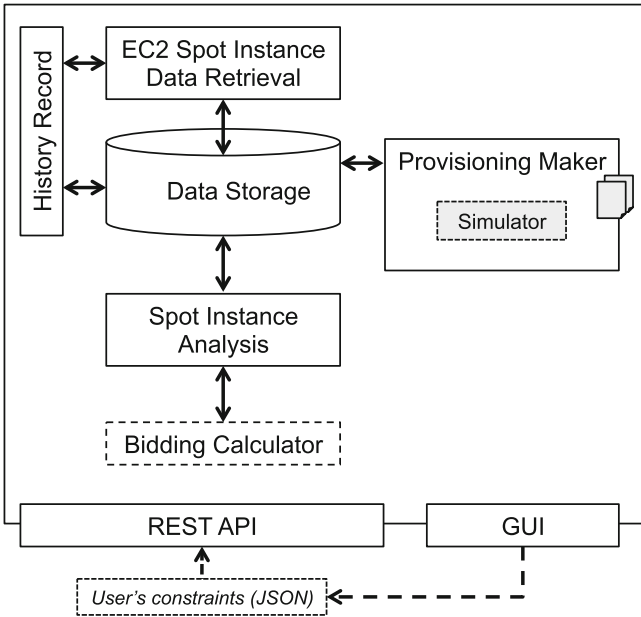 History Record
EC2 Spot Instance
Data Retrieval
Data Storage
Provisioning Maker
Simulator
Spot Instance
Analysis
Bidding Calculator
REST API
GUI
User's constraints (JSON)